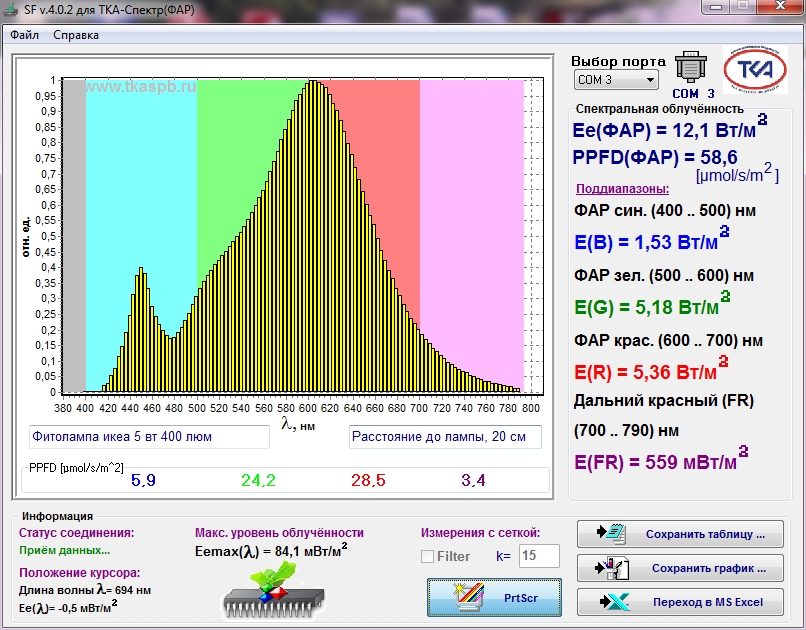 SF v.4.0.2 для ТКА-Спектр(ФАР)
Файл Справка
www.tkaspb.ru
отн. ед.
1
0,95
0,9
0,85
0,8
0,75
0,7
0,65
0,6
0,55
0,5
0,45
0,4
0,35
0,3
0,25
0,2
0,15
0,1
0,05
0
380 400 420 440 460 480 500 520 540 560 580 600 620 640 660 680 700 720 740 760 780 800
λ, нм
Фитолампа икеа 5 вт 400 люм
Расстояние до лампы, 20 см
PPFD [µmol/s/m^2]
5,9 24,2 28,5 3,4
Выбор порта
COM 3
COM 3
ТКА
Спектральная облучённость
Ee(ФАР) = 12,1 Вт/м²
PPFD(ФАР) = 58,6
[µmol/s/m²]
Поддиапазоны:
ФАР син. (400 .. 500) нм
E(B) = 1,53 Вт/м²
ФАР зел. (500 .. 600) нм
E(G) = 5,18 Вт/м²
ФАР крас. (600 .. 700) нм
E(R) = 5,36 Вт/м²
Дальний красный (FR)
(700 .. 790) нм
E(FR) = 559 мВт/м²
Информация
Статус соединения:
Приём данных...
Положение курсора:
Длина волны λ= 694 нм
Ee(λ)= -0,5 мВт/м²
Макс. уровень облучённости
Eemax(λ) = 84,1 мВт/м²
Измерения с сеткой:
Filter k= 15
PrtScr
Сохранить таблицу ...
Сохранить график ...
Переход в MS Excel